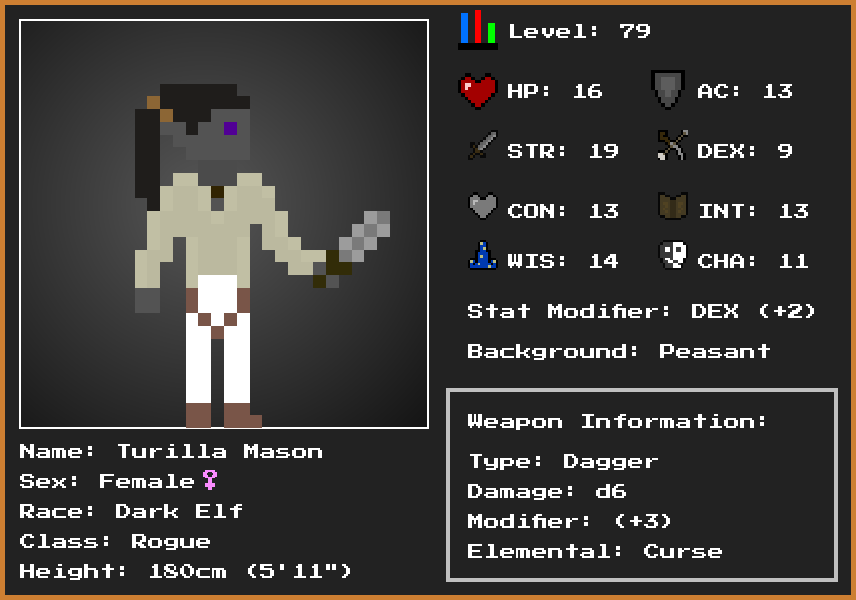 Level: 79
HP: 16 AC: 13
STR: 19 DEX: 9
CON: 13 INT: 13
WIS: 14 CHA: 11
Stat Modifier: DEX (+2)
Background: Peasant
Weapon Information:
Type: Dagger
Damage: d6
Modifier: (+3)
Elemental: Curse
Name: Turilla Mason
Sex: Female♀
Race: Dark Elf
Class: Rogue
Height: 180cm (5'11")